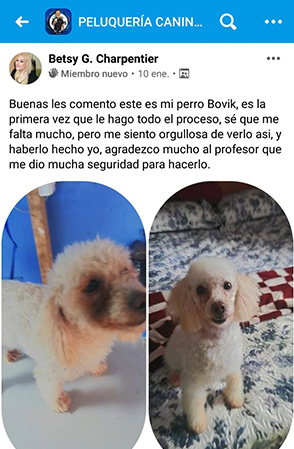 PELUQUERÍA CANIN...
Betsy G. Charpentier
Miembro nuevo • 10 ene. •
Buenas les comento este es mi perro Bovik, es la
primera vez que le hago todo el proceso, sé que me
falta mucho, pero me siento orgullosa de verlo asi, y
haberlo hecho yo, agradezco mucho al profesor que
me dio mucha seguridad para hacerlo.